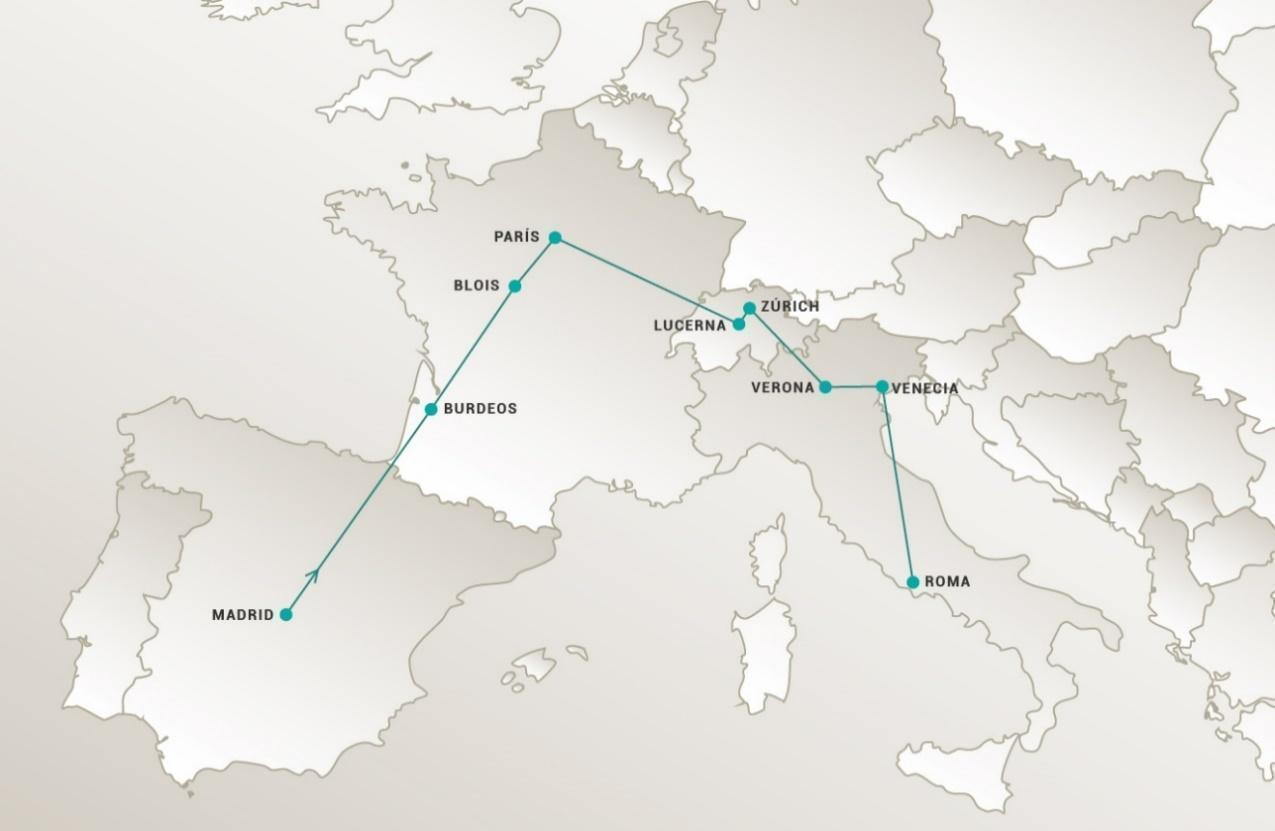 PARÍS
BLOIS
ZÚRICH
LUCERNA
VERONA
VENECIA
BURDEOS
ROMA
MADRID